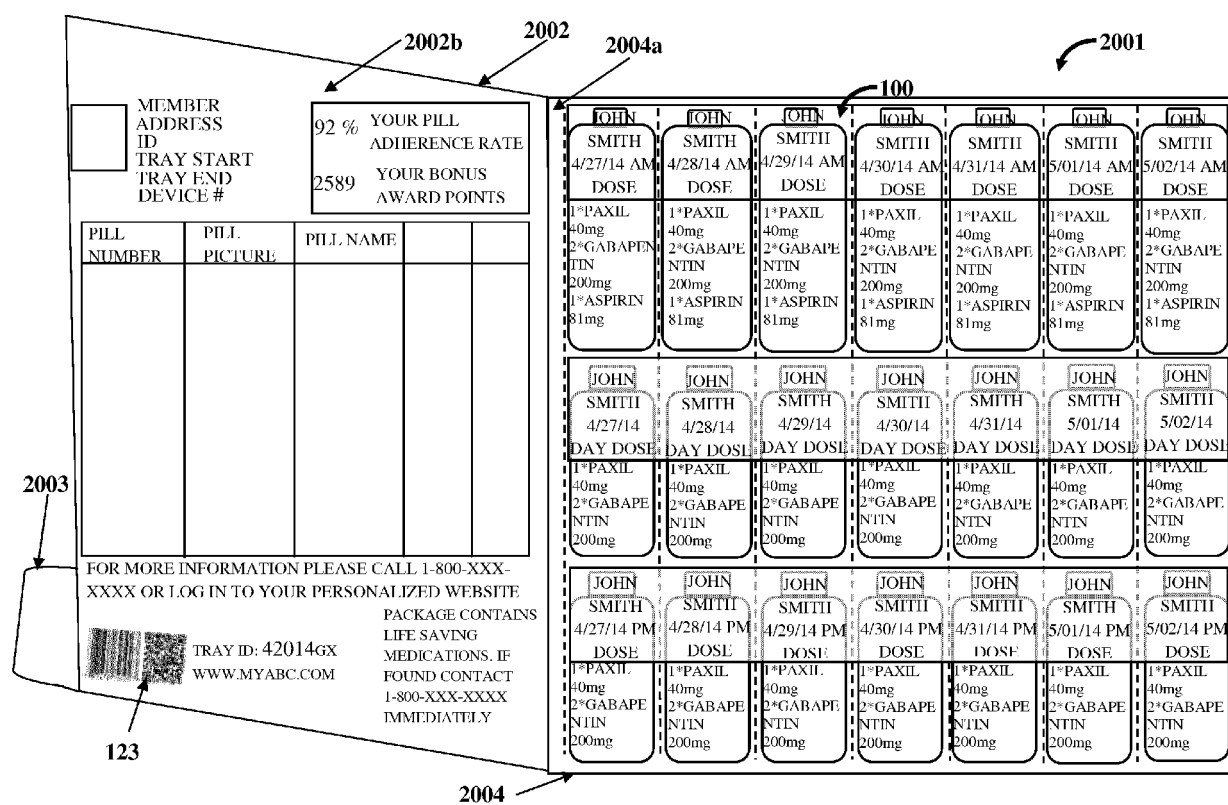 2002b
2002
2004a
2001
100
MEMBER
ADDRESS
ID
TRAY START
TRAY END
DEVICE #
92 % YOUR PILL
ADHERENCE RATE
2589 YOUR BONUS
AWARD POINTS
PILL NUMBER
PILL PICTURE
PILL NAME
FOR MORE INFORMATION PLEASE CALL 1-800-XXX-
XXXX OR LOG IN TO YOUR PERSONALIZED WEBSITE
TRAY ID: 42014GX
WWW.MYABC.COM
PACKAGE CONTAINS
LIFE SAVING
MEDICATIONS. IF
FOUND CONTACT
1-800-XXX-XXXX
IMMEDIATELY
2003
123
2004
JOHN JOHN JOHN JOHN JOHN JOHN JOHN
SMITH SMITH SMITH SMITH SMITH SMITH SMITH
4/27/14 AM 4/28/14 AM 4/29/14 AM 4/30/14 AM 4/31/14 AM 5/01/14 AM 5/02/14 AM
DOSE DOSE DOSE DOSE DOSE DOSE DOSE
1*PAXIL 1*PAXIL 1*PAXIL 1*PAXIL 1*PAXIL 1*PAXIL 1*PAXIL
40mg 40mg 40mg 40mg 40mg 40mg 40mg
2*GABAPEN 2*GABAPE 2*GABAPE 2*GABAPE 2*GABAPE 2*GABAPE 2*GABAPE
TIN NTIN NTIN NTIN NTIN NTIN NTIN
200mg 200mg 200mg 200mg 200mg 200mg 200mg
1*ASPIRIN 1*ASPIRIN 1*ASPIRIN 1*ASPIRIN 1*ASPIRIN 1*ASPIRIN 1*ASPIRIN
81mg 81mg 81mg 81mg 81mg 81mg 81mg
JOHN JOHN JOHN JOHN JOHN JOHN JOHN
SMITH SMITH SMITH SMITH SMITH SMITH SMITH
4/27/14 4/28/14 4/29/14 4/30/14 4/31/14 5/01/14 5/02/14
DAY DOSE DAY DOSE DAY DOSE DAY DOSE DAY DOSE DAY DOSE DAY DOSE
1*PAXIL 1*PAXIL 1*PAXIL 1*PAXIL 1*PAXIL 1*PAXIL 1*PAXIL
40mg 40mg 40mg 40mg 40mg 40mg 40mg
2*GABAPE 2*GABAPE 2*GABAPE 2*GABAPE 2*GABAPE 2*GABAPE 2*GABAPE
NTIN NTIN NTIN NTIN NTIN NTIN NTIN
200mg 200mg 200mg 200mg 200mg 200mg 200mg
JOHN JOHN JOHN JOHN JOHN JOHN JOHN
SMITH SMITH SMITH SMITH SMITH SMITH SMITH
4/27/14 PM 4/28/14 PM 4/29/14 PM 4/30/14 PM 4/31/14 PM 5/01/14 PM 5/02/14 PM
DOSE DOSE DOSE DOSE DOSE DOSE DOSE
1*PAXIL 1*PAXIL 1*PAXIL 1*PAXIL 1*PAXIL 1*PAXIL 1*PAXIL
40mg 40mg 40mg 40mg 40mg 40mg 40mg
2*GABAPE 2*GABAPE 2*GABAPE 2*GABAPE 2*GABAPE 2*GABAPE 2*GABAPE
NTIN NTIN NTIN NTIN NTIN NTIN NTIN
200mg 200mg 200mg 200mg 200mg 200mg 200mg